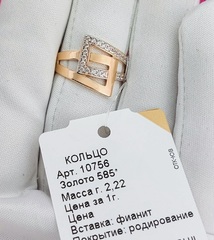 КОЛЬЦО
Арт. 10756
Золото 585°
Масса г. 2,22
Цена за 1г.
Цена
Вставка: фианит
Покрытие: родирование